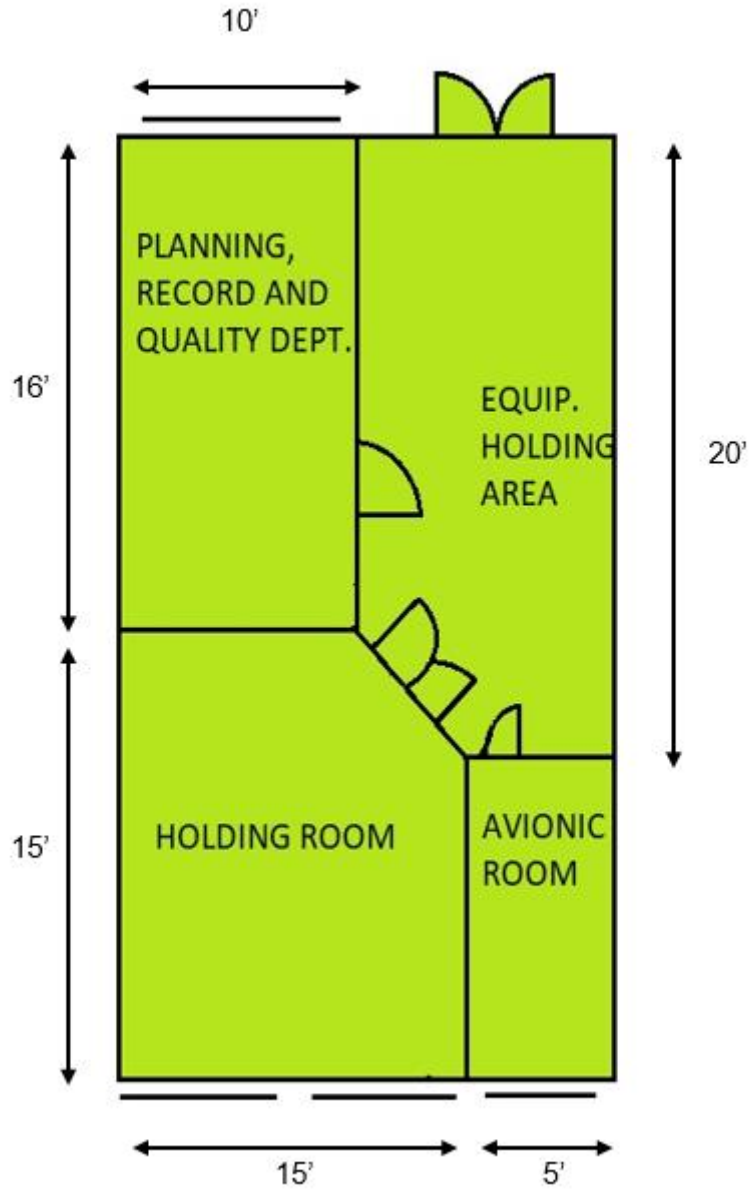 10’
PLANNING,
RECORD AND
QUALITY DEPT.
16’
EQUIP.
HOLDING
AREA
20’
HOLDING ROOM
AVIONIC
ROOM
15’
15’
5’